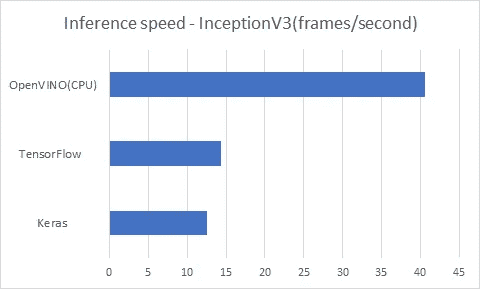 Inference speed - InceptionV3(frames/second)
OpenVINO(CPU)
TensorFlow
Keras
0 5 10 15 20 25 30 35 40 45